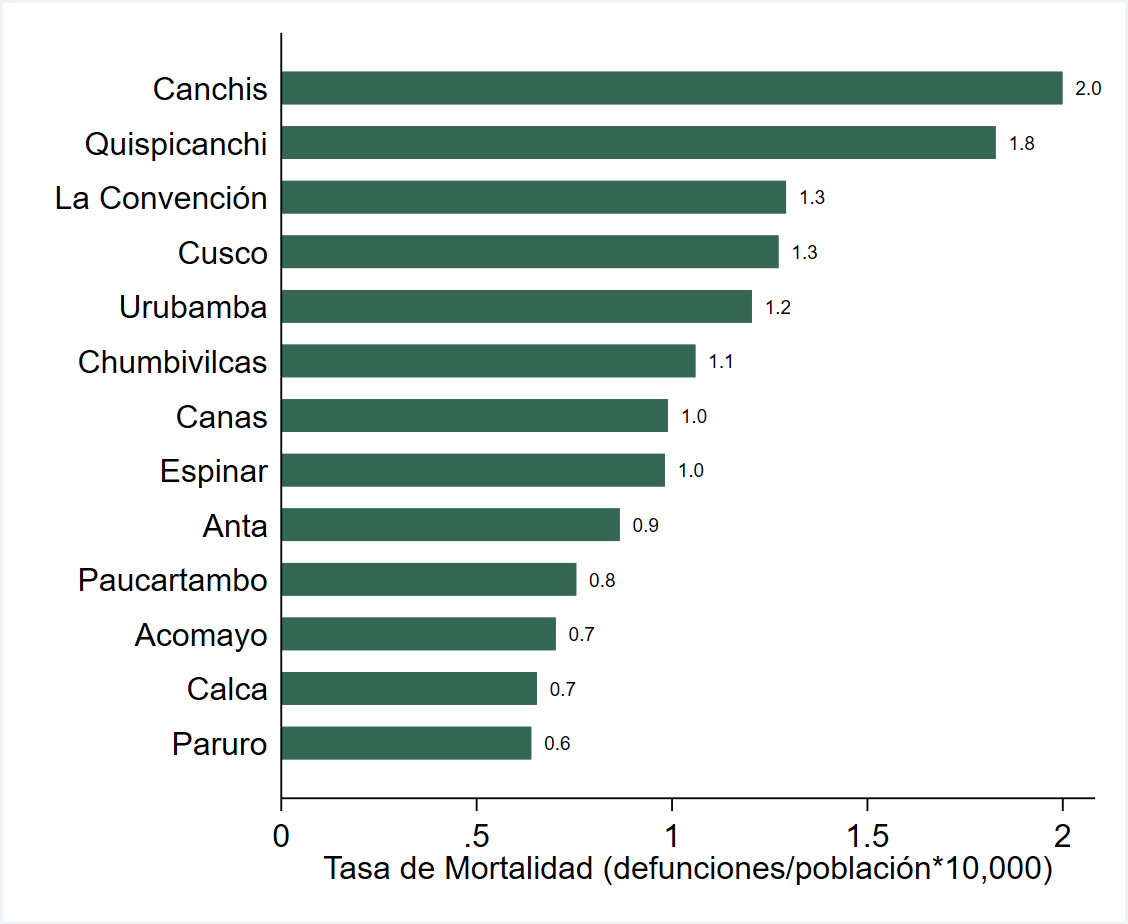 Canchis 2.0
Quispicanchi 1.8
La Convención 1.3
Cusco 1.3
Urubamba 1.2
Chumbivilcas 1.1
Canas 1.0
Espinar 1.0
Anta 0.9
Paucartambo 0.8
Acomayo 0.7
Calca 0.7
Paruro 0.6
0 .5 1 1.5 2
Tasa de Mortalidad (defunciones/población*10,000)